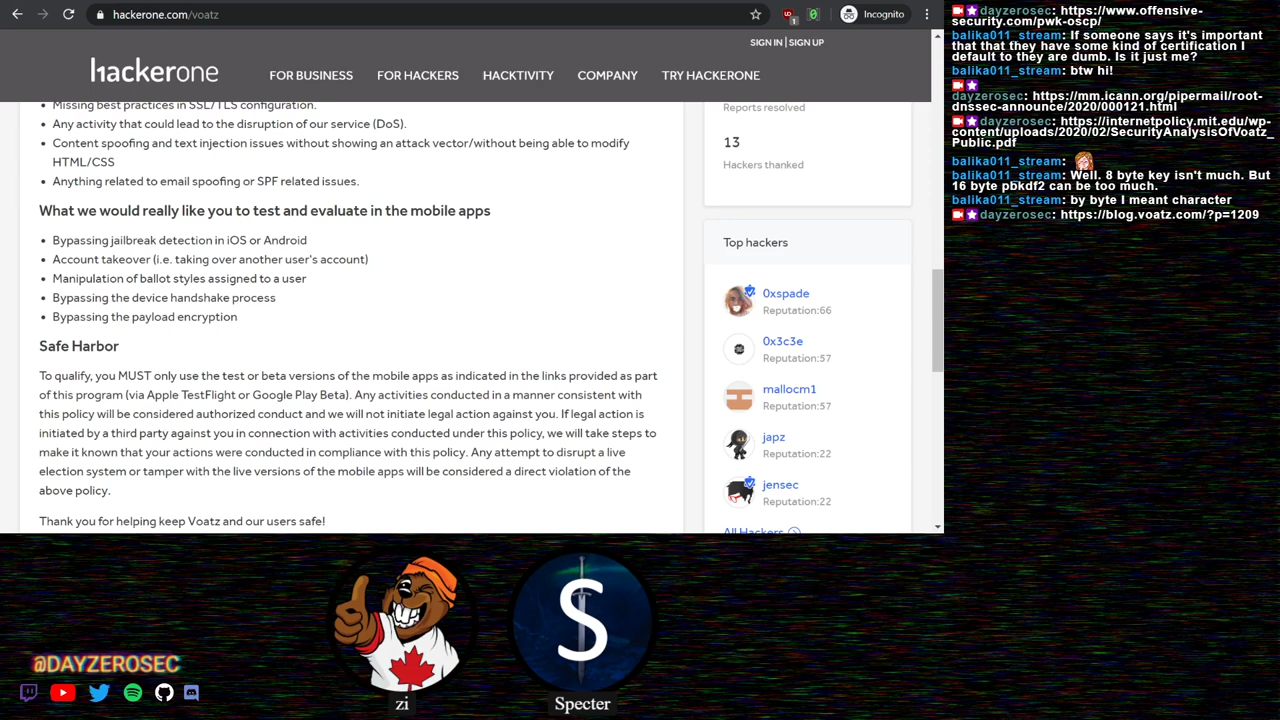 hackerone.com/voatz
1
Incognito
SIGN IN | SIGN UP
hackerone
FOR BUSINESS
FOR HACKERS
HACKTIVITY
COMPANY
TRY HACKERONE
Missing best practices in SSL/TLS configuration.
Any activity that could lead to the disruption of our service (DoS).
Content spoofing and text injection issues without showing an attack vector/without being able to modify
HTML/CSS
Anything related to email spoofing or SPF related issues.
What we would really like you to test and evaluate in the mobile apps
Bypassing jailbreak detection in iOS or Android
Account takeover (i.e. taking over another user's account)
Manipulation of ballot styles assigned to a user
Bypassing the device handshake process
Bypassing the payload encryption
Safe Harbor
To qualify, you MUST only use the test or beta versions of the mobile apps as indicated in the links provided as part
of this program (via Apple TestFlight or Google Play Beta). Any activities conducted in a manner consistent with
this policy will be considered authorized conduct and we will not initiate legal action against you. If legal action is
initiated by a third party against you in connection with activities conducted under this policy, we will take steps to
make it known that your actions were conducted in compliance with this policy. Any attempt to disrupt a live
election system or tamper with the live versions of the mobile apps will be considered a direct violation of the
above policy.
Thank you for helping keep Voatz and our users safe!
Reports resolved
13
Hackers thanked
Top hackers
0xspade
Reputation:66
0x3c3e
Reputation:57
mallocm1
Reputation:57
japz
Reputation:22
jensec
Reputation:22
All Hackers
dayzerosec: https://www.offensive-
security.com/pwk-oscp/
balika011_stream: If someone says it's important
that that they have some kind of certification I
default to they are dumb. Is it just me?
balika011_stream: btw hi!
dayzerosec: https://mm.icann.org/pipermail/root-
dnssec-announce/2020/000121.html
dayzerosec: https://internetpolicy.mit.edu/wp-
content/uploads/2020/02/SecurityAnalysisOfVoatz_
Public.pdf
balika011_stream:
balika011_stream: Well. 8 byte key isn't much. But
16 byte pbkdf2 can be too much.
balika011_stream: by byte I meant character
dayzerosec: https://blog.voatz.com/?p=1209
@DAYZEROSEC
zi
S
Specter